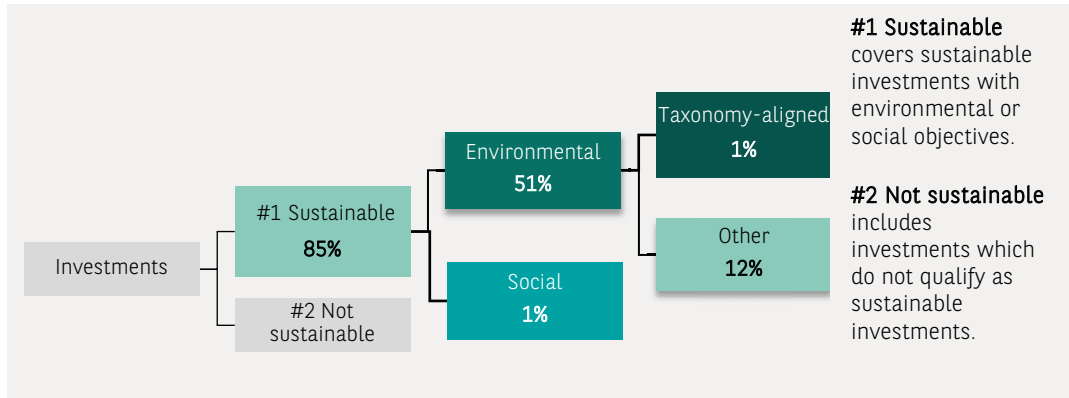 Investments
#1 Sustainable
85%
#2 Not
sustainable
Environmental
51%
Social
1%
Taxonomy-aligned
1%
Other
12%
#1 Sustainable
covers sustainable
investments with
environmental or
social objectives.
#2 Not sustainable
includes
investments which
do not qualify as
sustainable
investments.